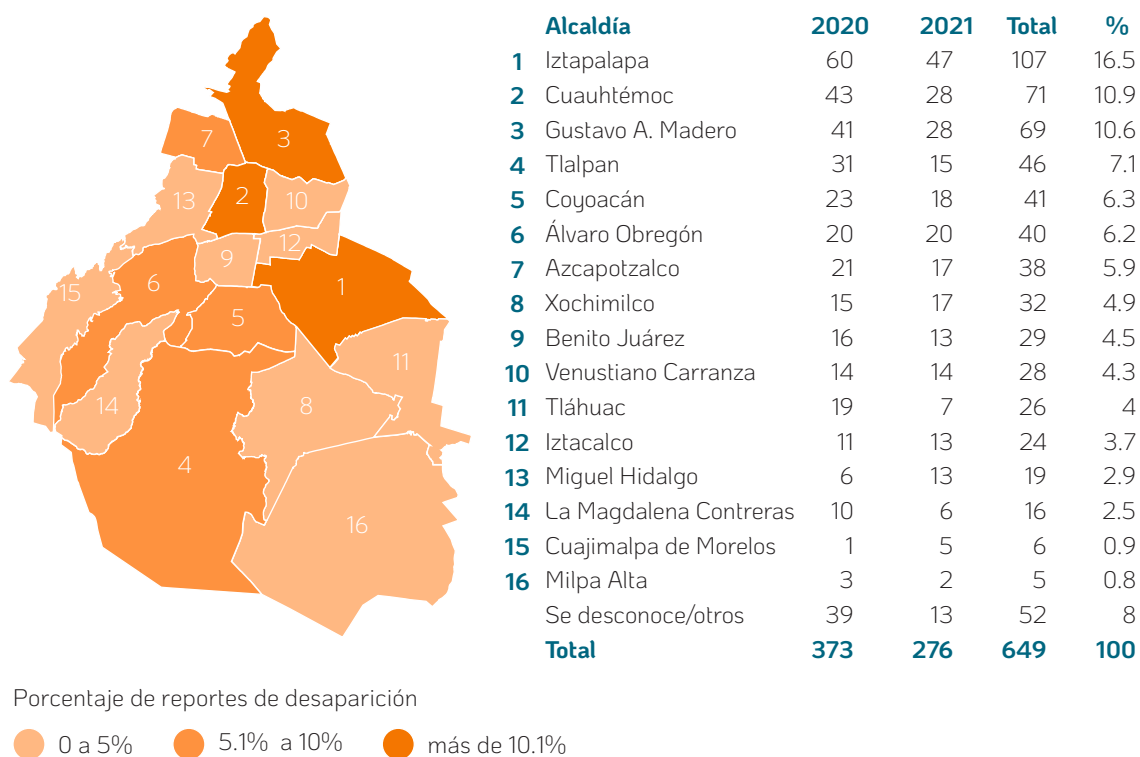 Alcaldía 2020 2021 Total %
1 Iztapalapa 60 47 107 16.5
2 Cuauhtémoc 43 28 71 10.9
3 Gustavo A. Madero 41 28 69 10.6
4 Tlalpan 31 15 46 7.1
5 Coyoacán 23 18 41 6.3
6 Álvaro Obregón 20 20 40 6.2
7 Azcapotzalco 21 17 38 5.9
8 Xochimilco 15 17 32 4.9
9 Benito Juárez 16 13 29 4.5
10 Venustiano Carranza 14 14 28 4.3
11 Tláhuac 19 7 26 4
12 Iztacalco 11 13 24 3.7
13 Miguel Hidalgo 6 13 19 2.9
14 La Magdalena Contreras 10 6 16 2.5
15 Cuajimalpa de Morelos 1 5 6 0.9
16 Milpa Alta 3 2 5 0.8
Se desconoce/otros 39 13 52 8
Total 373 276 649 100
7 3
13 2 10
12
9
15 6 1
5
11
14 8
4
16
Porcentaje de reportes de desaparición
0 a 5% 5.1% a 10% más de 10.1%